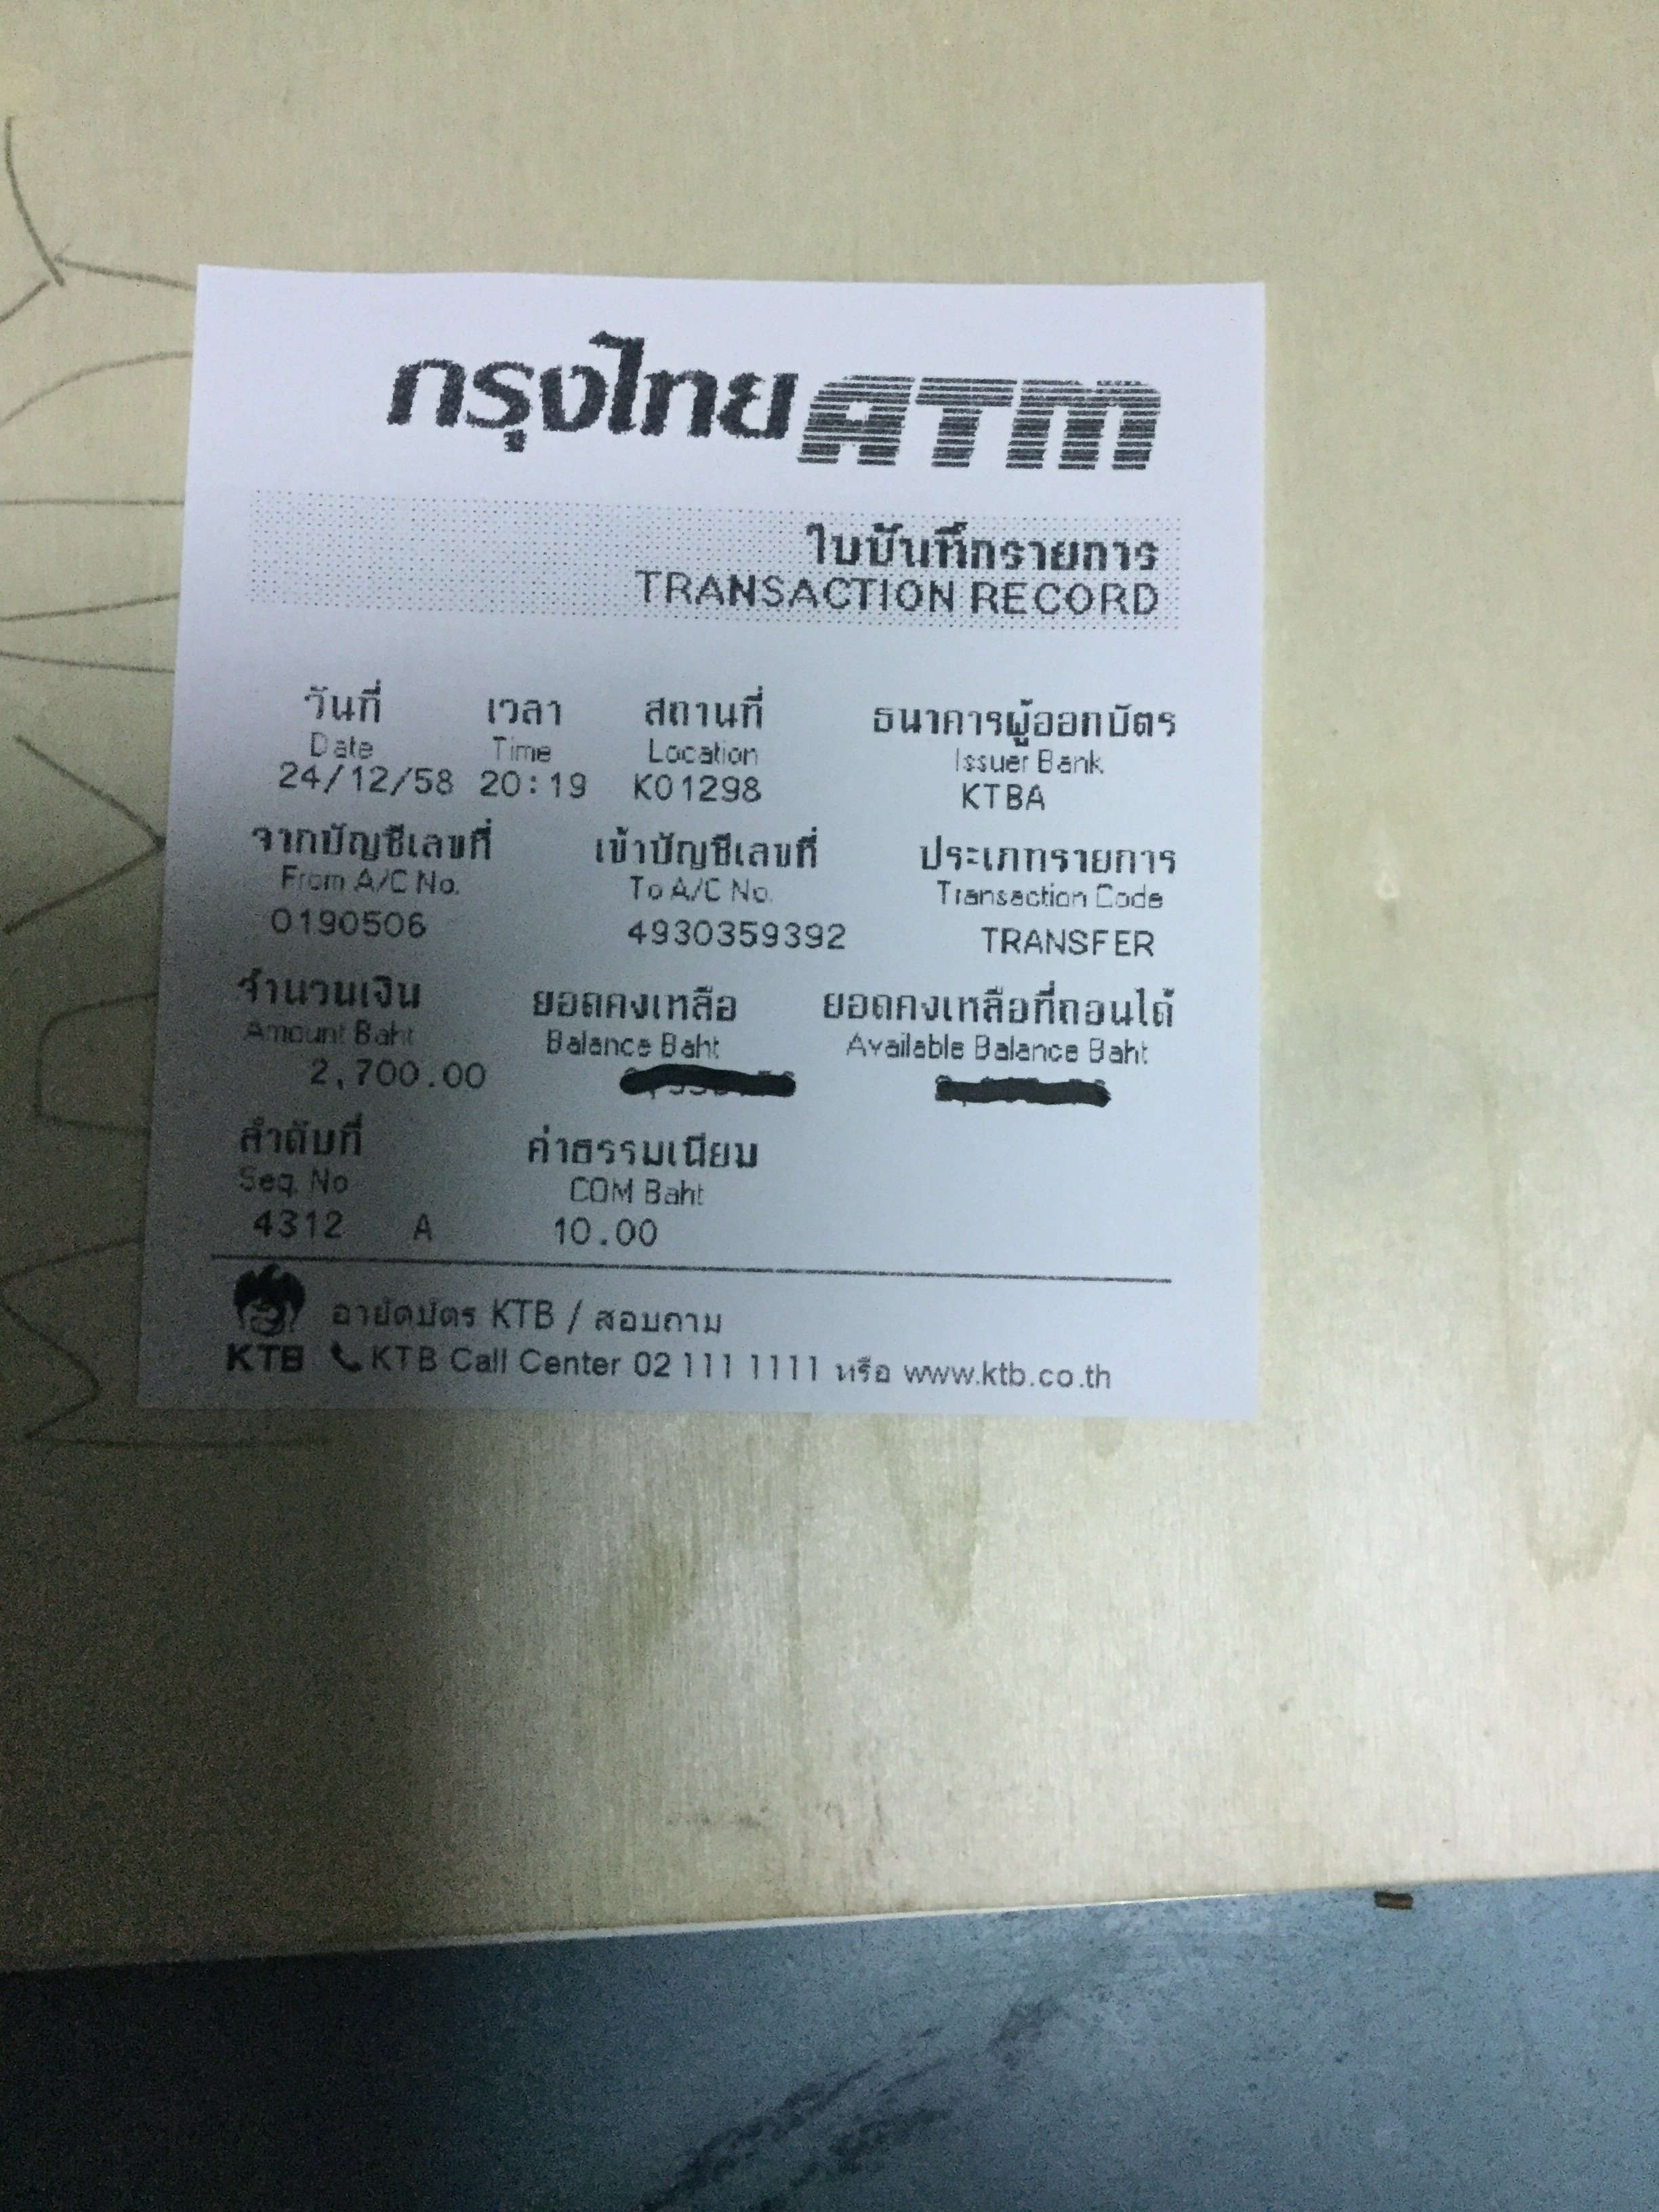 กรุงไทย ATM
ใบบันทึกรายการ
TRANSACTION RECORD
วันที่ เวลา สถานที่ ธนาคารผู้ออกบัตร
Date Time Location Issuer Bank
24/12/58 20:19 K01298 KTBA
จากบัญชีเลขที่ เข้าบัญชีเลขที่ ประเภทรายการ
From A/C No. To A/C No. Transaction Code
0190506 4930359392 TRANSFER
จำนวนเงิน ยอดคงเหลือ ยอดคงเหลือที่ถอนได้
Amount Baht Balance Baht Available Balance Baht
2,700.00
ลำดับที่ ค่าธรรมเนียม
Seq. No COM Baht
4312 A 10.00
อายัดบัตร KTB / สอบถาม
KTB KTB Call Center 02 111 1111 หรือ www.ktb.co.th